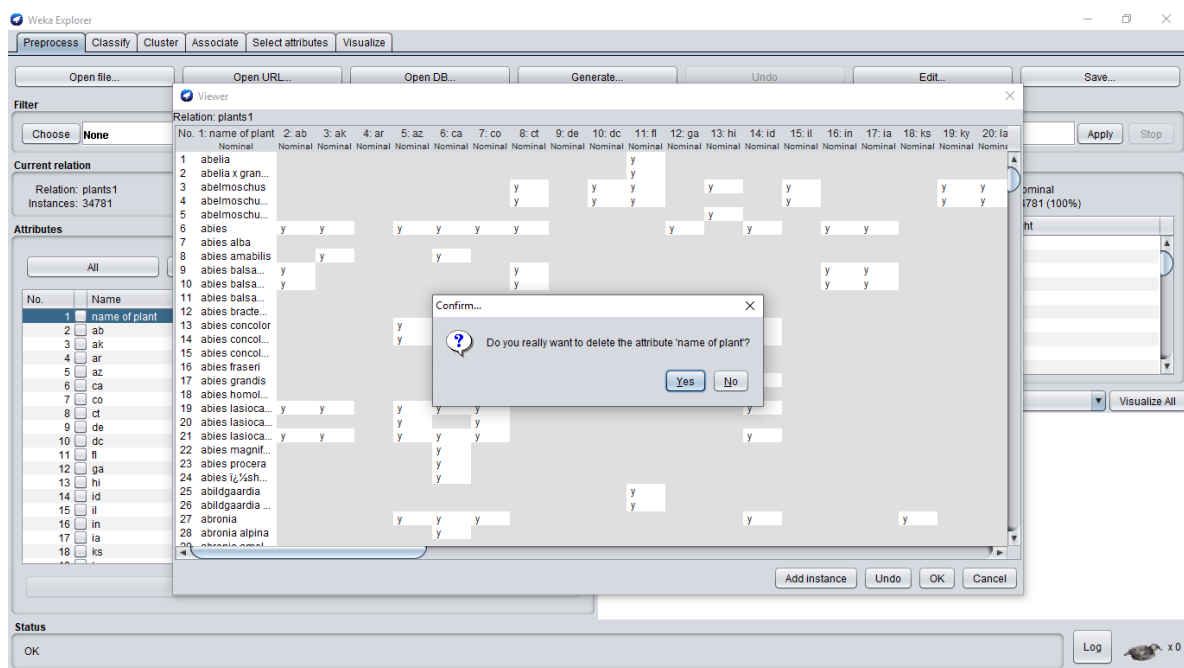 Weka Explorer
Preprocess Classify Cluster Associate Select attributes Visualize
Open file... Open URL... Open DB... Generate... Undo Edit... Save...
Filter
Choose None Apply Stop
Current relation
Relation: plants1
Instances: 34781
Attributes
All
No. Name
1 name of plant
2 ab
3 ak
4 ar
5 az
6 ca
7 co
8 ct
9 de
10 dc
11 fl
12 ga
13 hi
14 id
15 il
16 in
17 ia
18 ks
Viewer
Relation: plants1
No. 1: name of plant 2: ab 3: ak 4: ar 5: az 6: ca 7: co 8: ct 9: de 10: dc 11: fl 12: ga 13: hi 14: id 15: il 16: in 17: ia 18: ks 19: ky 20: la
Nominal Nominal Nominal Nominal Nominal Nominal Nominal Nominal Nominal Nominal Nominal Nominal Nominal Nominal Nominal Nominal Nominal Nominal Nominal
1 abelia y
2 abelia x gran... y
3 abelmoschus y y y y y y y
4 abelmoschu... y y y y y y
5 abelmoschu... y
6 abies y y y y y y y y y y
7 abies alba
8 abies amabilis y y
9 abies balsa... y y y y
10 abies balsa... y y y y
11 abies balsa...
12 abies bracte...
13 abies concolor y
14 abies concol... y
15 abies concol...
16 abies fraseri
17 abies grandis
18 abies homol...
19 abies lasioca... y y y y y y
20 abies lasioca... y y
21 abies lasioca... y y y y y y
22 abies magnif... y
23 abies procera y
24 abies ï¿½sh... y
25 abildgaardia y
26 abildgaardia ... y
27 abronia y y y y y
28 abronia alpina y
Confirm...
Do you really want to delete the attribute 'name of plant'?
Yes No
Add instance Undo OK Cancel
Visualize All
Status
OK
Log x 0